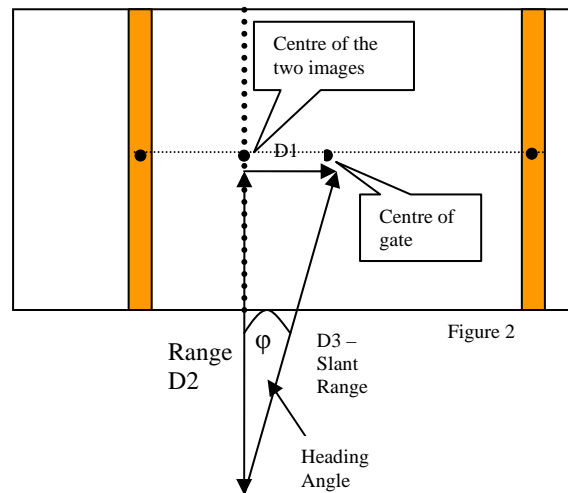 Centre of the
two images
D1
Centre of
gate
Figure 2
Range
D2
φ
D3 –
Slant
Range
Heading
Angle